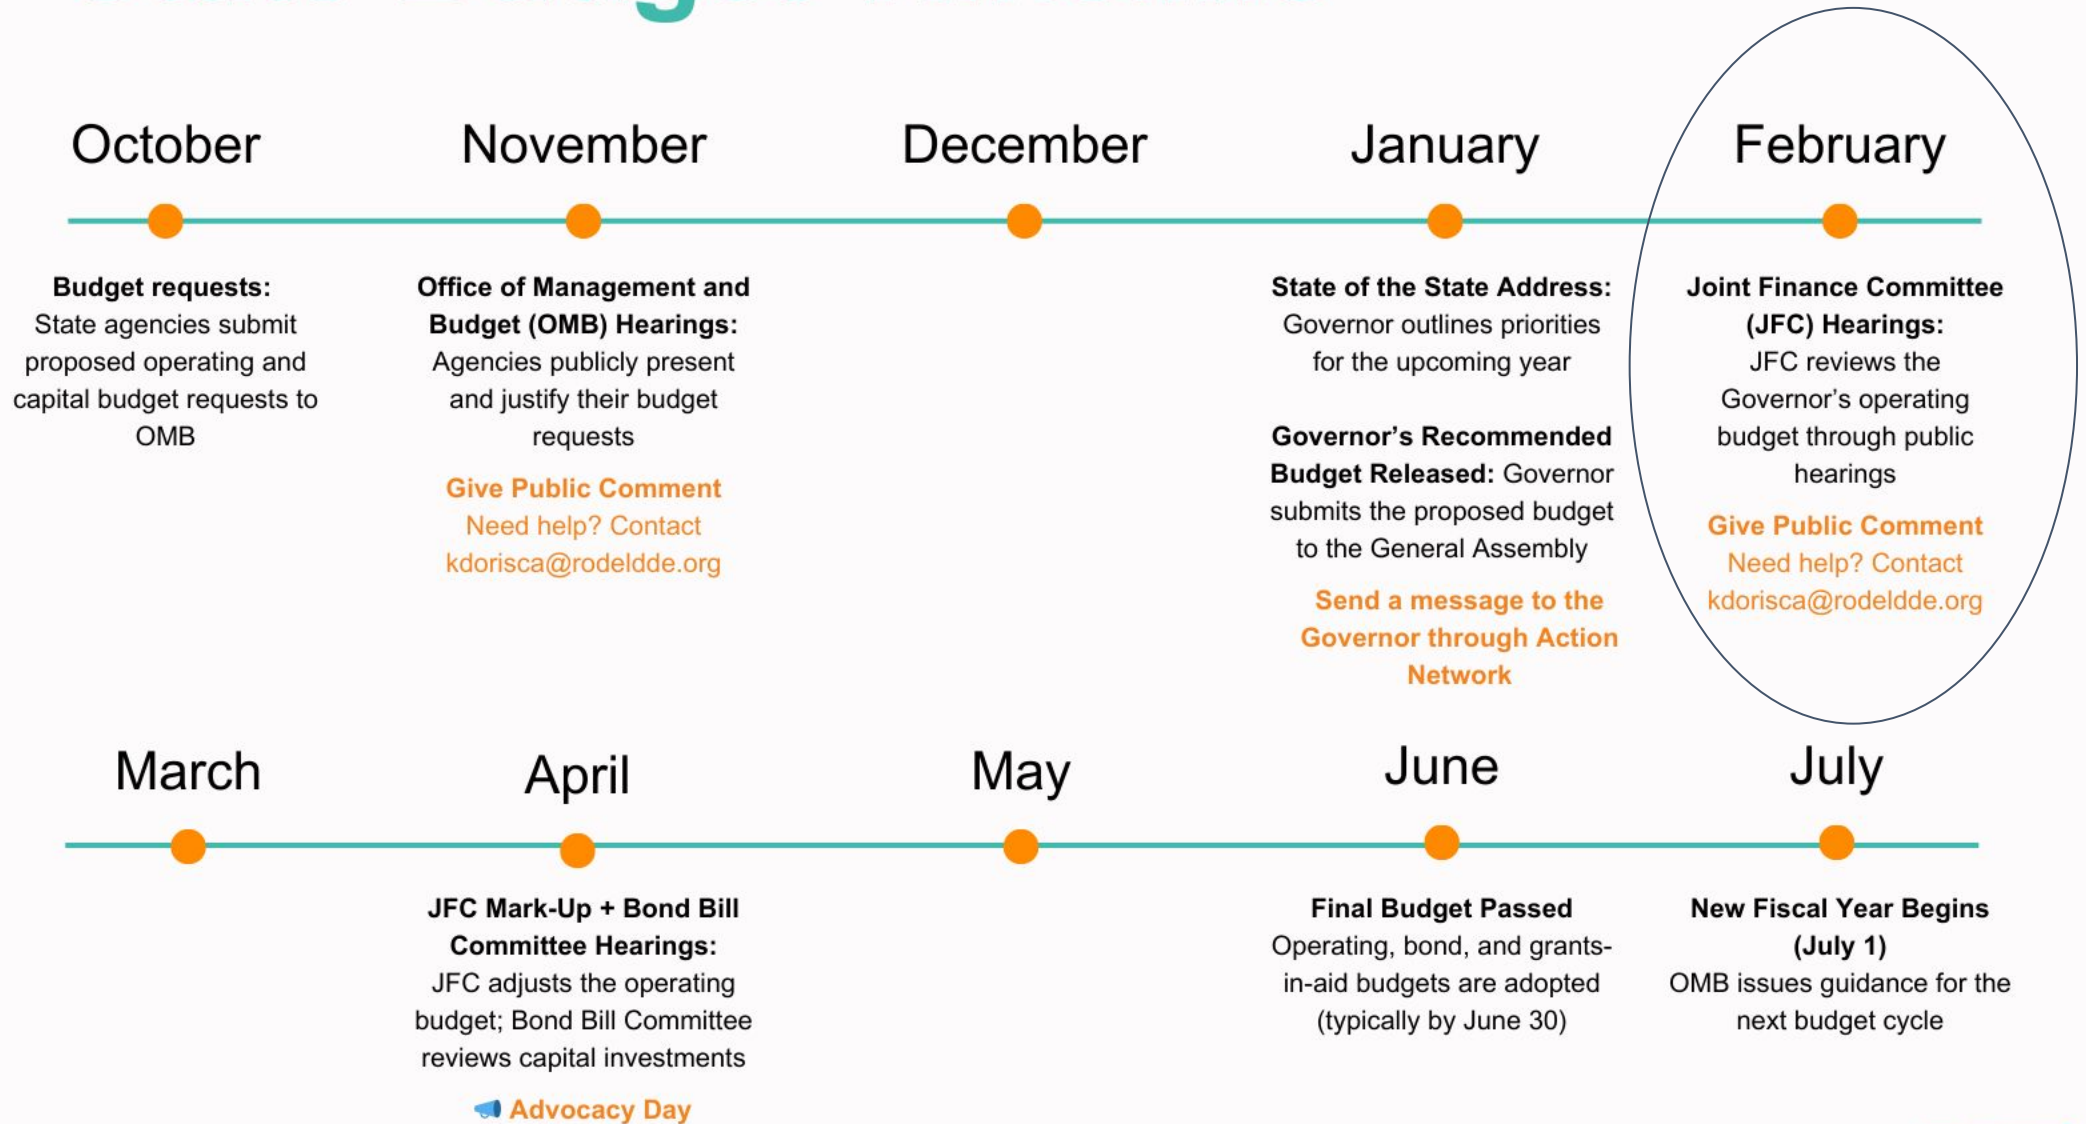 October
Budget requests:
State agencies submit
proposed operating and
capital budget requests to
OMB
November
Office of Management and
Budget (OMB) Hearings:
Agencies publicly present
and justify their budget
requests
Give Public Comment
Need help? Contact
kdorisca@rodeldde.org
December
January
State of the State Address:
Governor outlines priorities
for the upcoming year
Governor’s Recommended
Budget Released: Governor
submits the proposed budget
to the General Assembly
Send a message to the
Governor through Action
Network
February
Joint Finance Committee
(JFC) Hearings:
JFC reviews the
Governor’s operating
budget through public
hearings
Give Public Comment
Need help? Contact
kdorisca@rodeldde.org
March
April
JFC Mark-Up + Bond Bill
Committee Hearings:
JFC adjusts the operating
budget; Bond Bill Committee
reviews capital investments
Advocacy Day
May
June
Final Budget Passed
Operating, bond, and grants-
in-aid budgets are adopted
(typically by June 30)
July
New Fiscal Year Begins
(July 1)
OMB issues guidance for the
next budget cycle